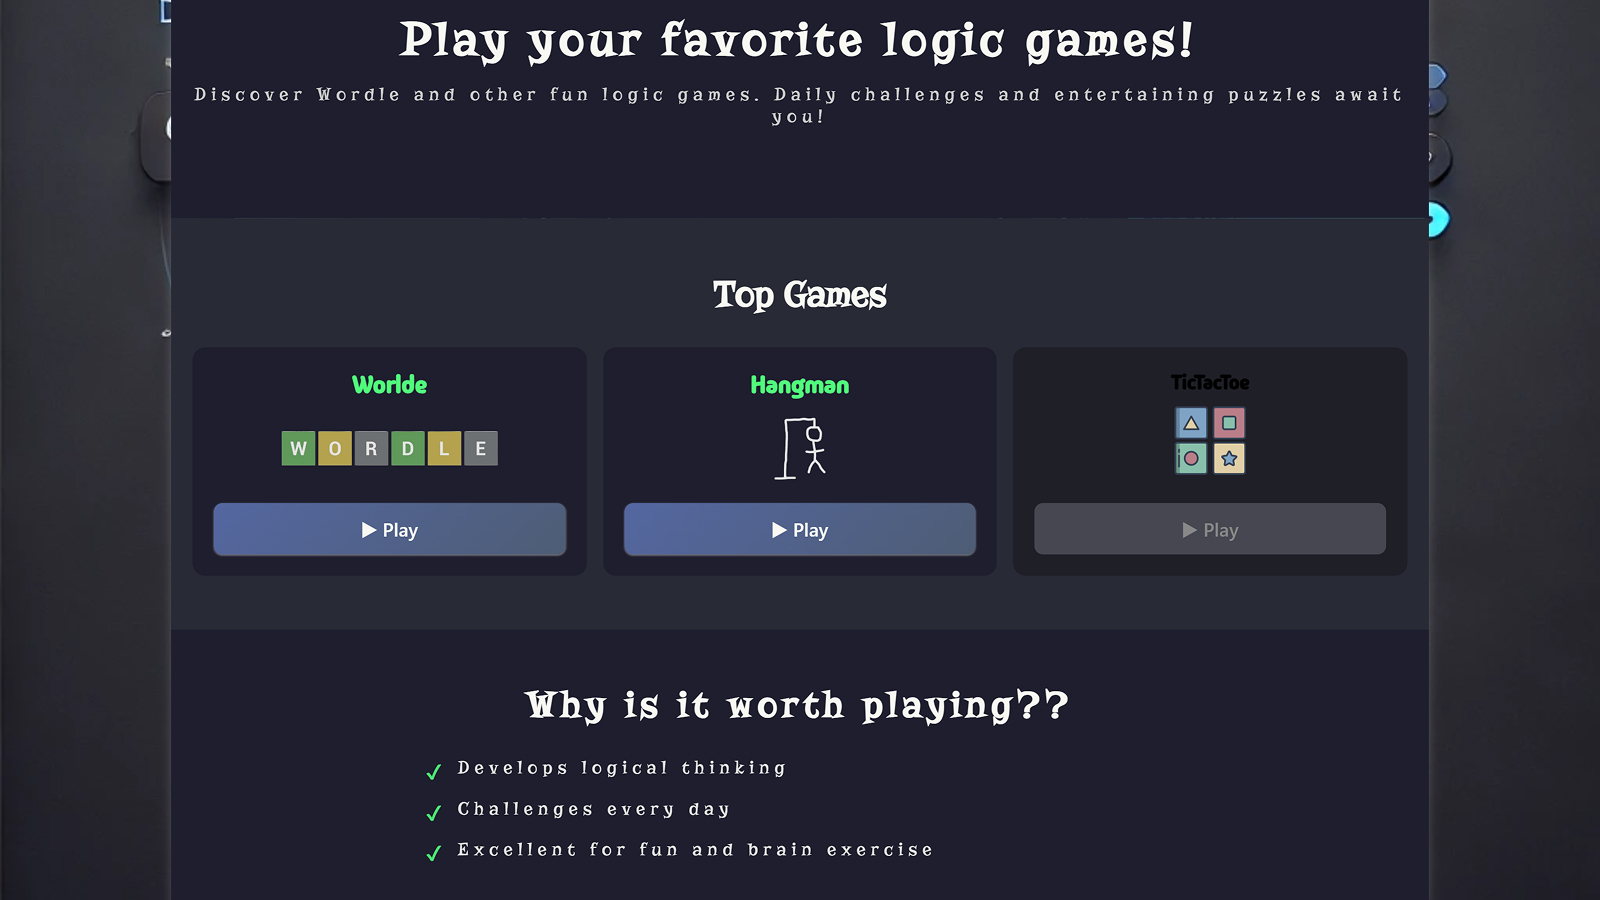 Play your favorite logic games!
Discover Wordle and other fun logic games. Daily challenges and entertaining puzzles await
you!
Top Games
Worlde
W O R D L E
▶ Play
Hangman
▶ Play
TicTacToe
▶ Play
Why is it worth playing??
✓ Develops logical thinking
✓ Challenges every day
✓ Excellent for fun and brain exercise